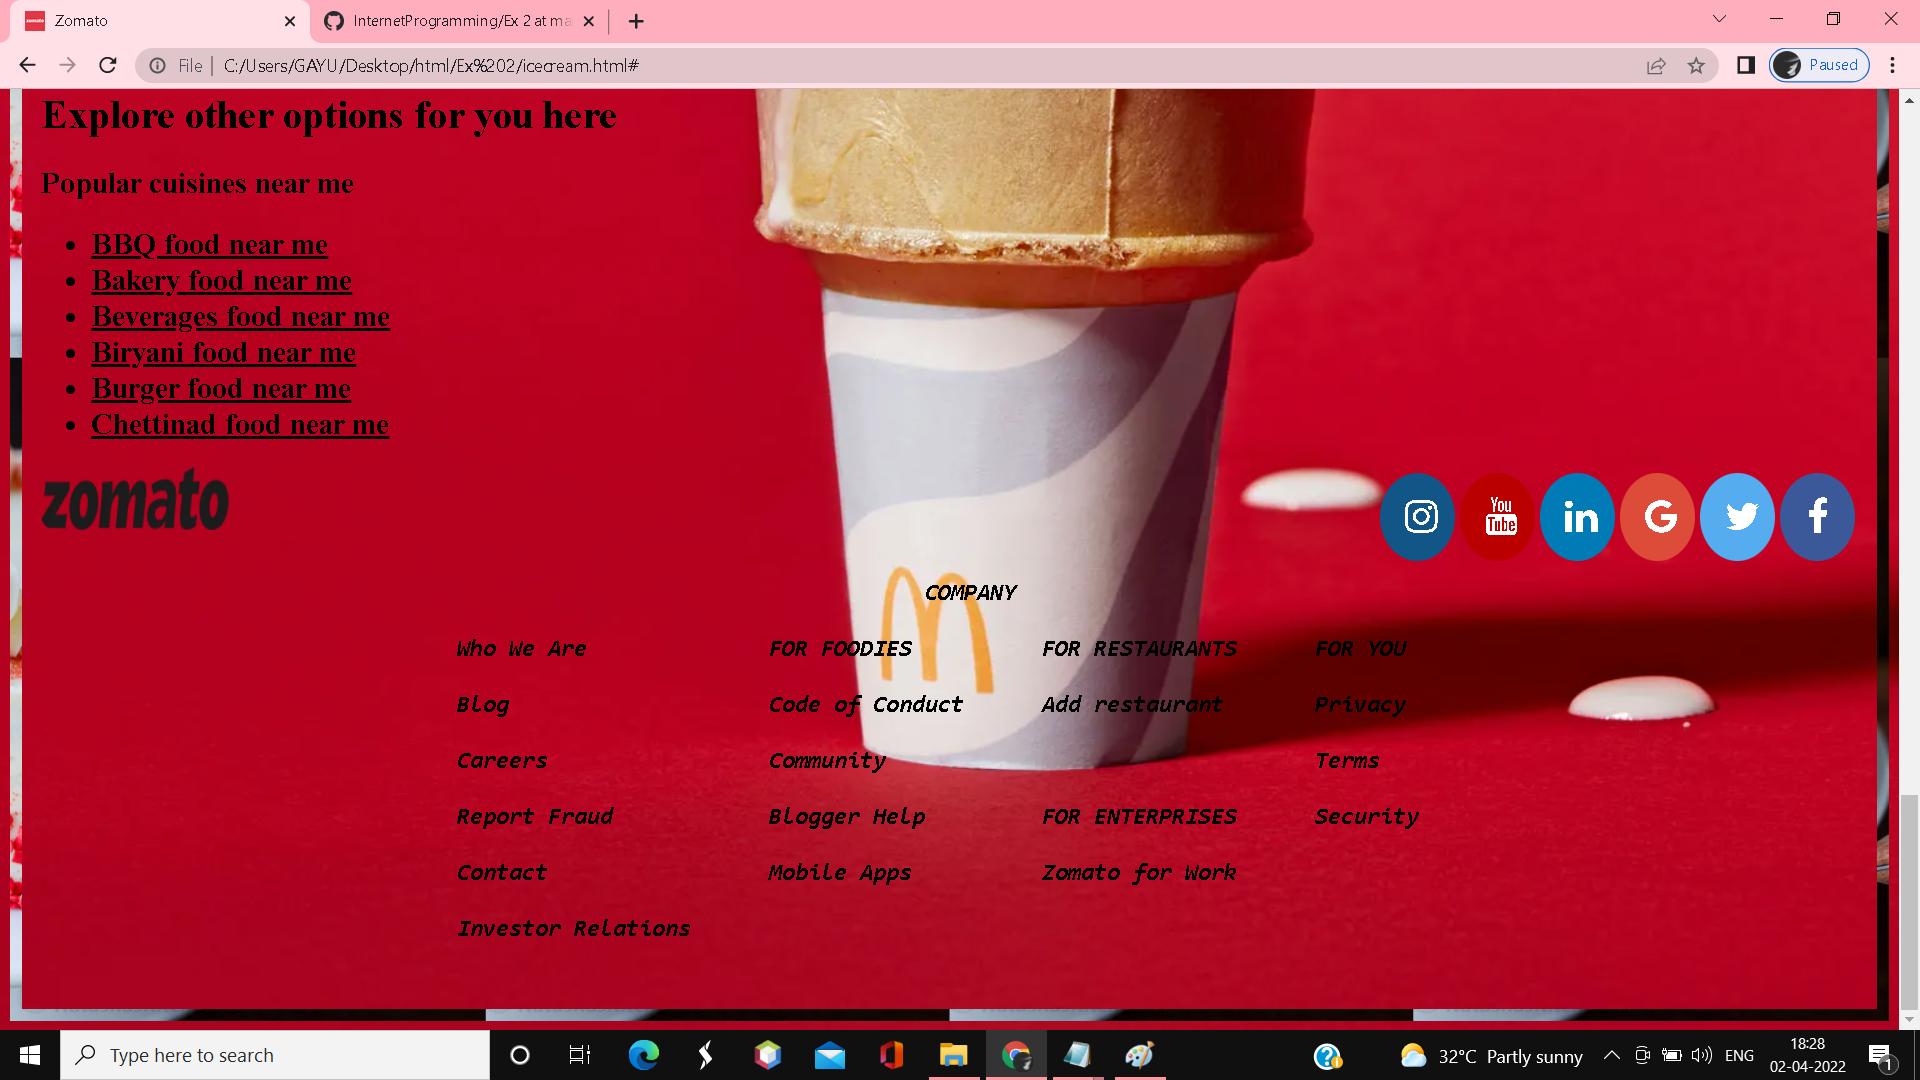 Zomato
InternetProgramming/Ex 2 at ma
File
C:/Users/GAYU/Desktop/html/Ex%202/icecream.html#
Paused
Explore other options for you here
Popular cuisines near me
BBQ food near me
Bakery food near me
Beverages food near me
Biryani food near me
Burger food near me
Chettinad food near me
zomato
You
Tube
in
G
f
COMPANY
Who We Are FOR FOODIES FOR RESTAURANTS FOR YOU
Blog Code of Conduct Add restaurant Privacy
Careers Community Terms
Report Fraud Blogger Help FOR ENTERPRISES Security
Contact Mobile Apps Zomato for Work
Investor Relations
Type here to search
32°C Partly sunny
ENG
18:28
02-04-2022
1